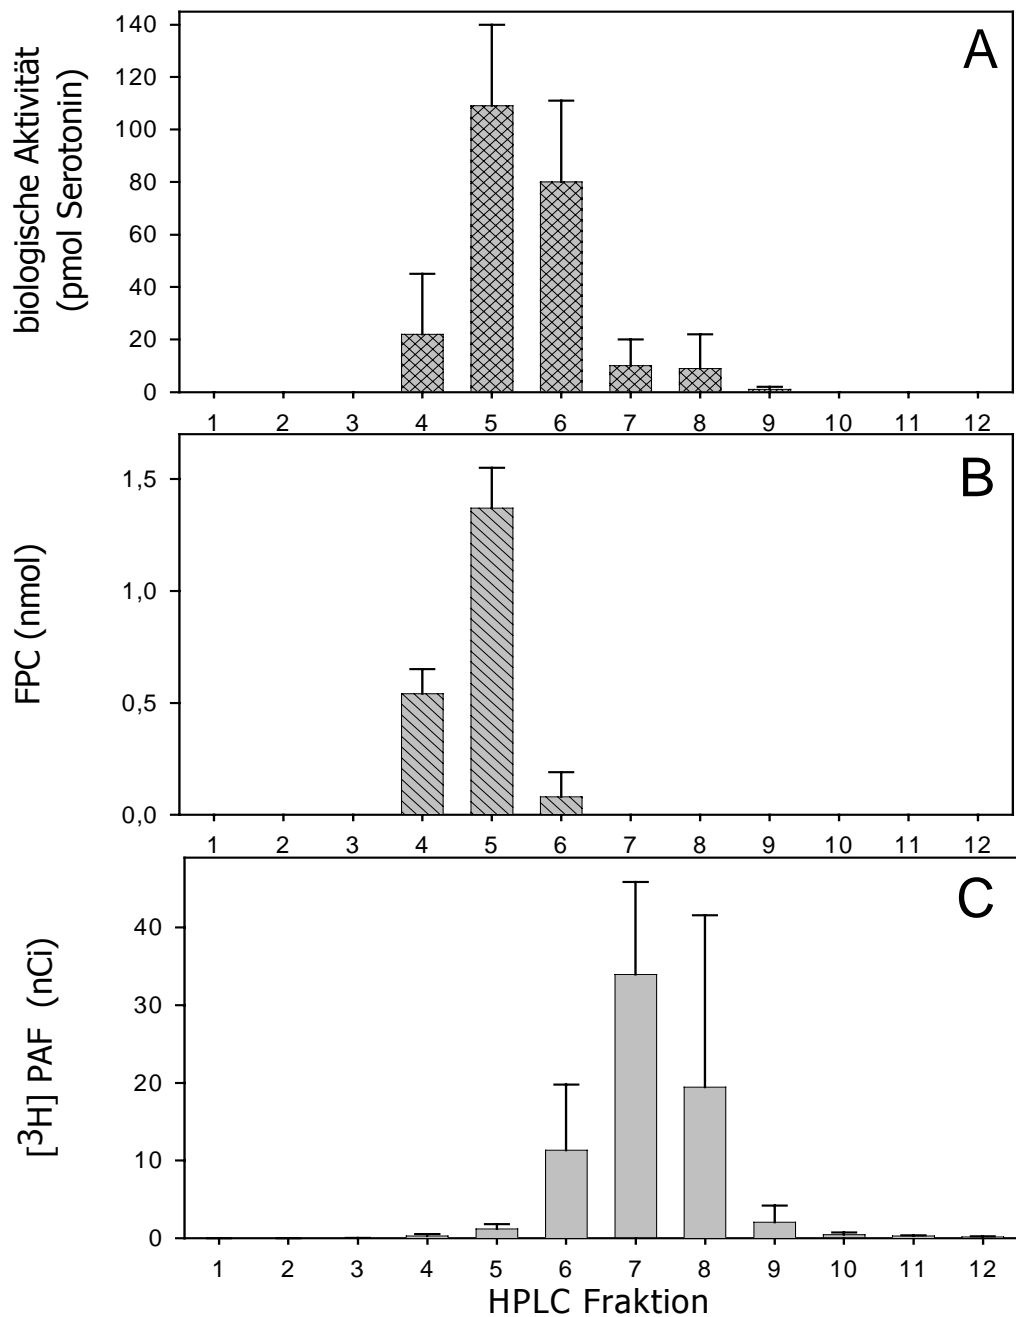 A
biologische Aktivität
(pmol Serotonin)
140
120
100
80
60
40
20
0
1 2 3 4 5 6 7 8 9 10 11 12
B
FPC (nmol)
1,5
1,0
0,5
0,0
1 2 3 4 5 6 7 8 9 10 11 12
C
[3H] PAF (nCi)
40
30
20
10
0
1 2 3 4 5 6 7 8 9 10 11 12
HPLC Fraktion